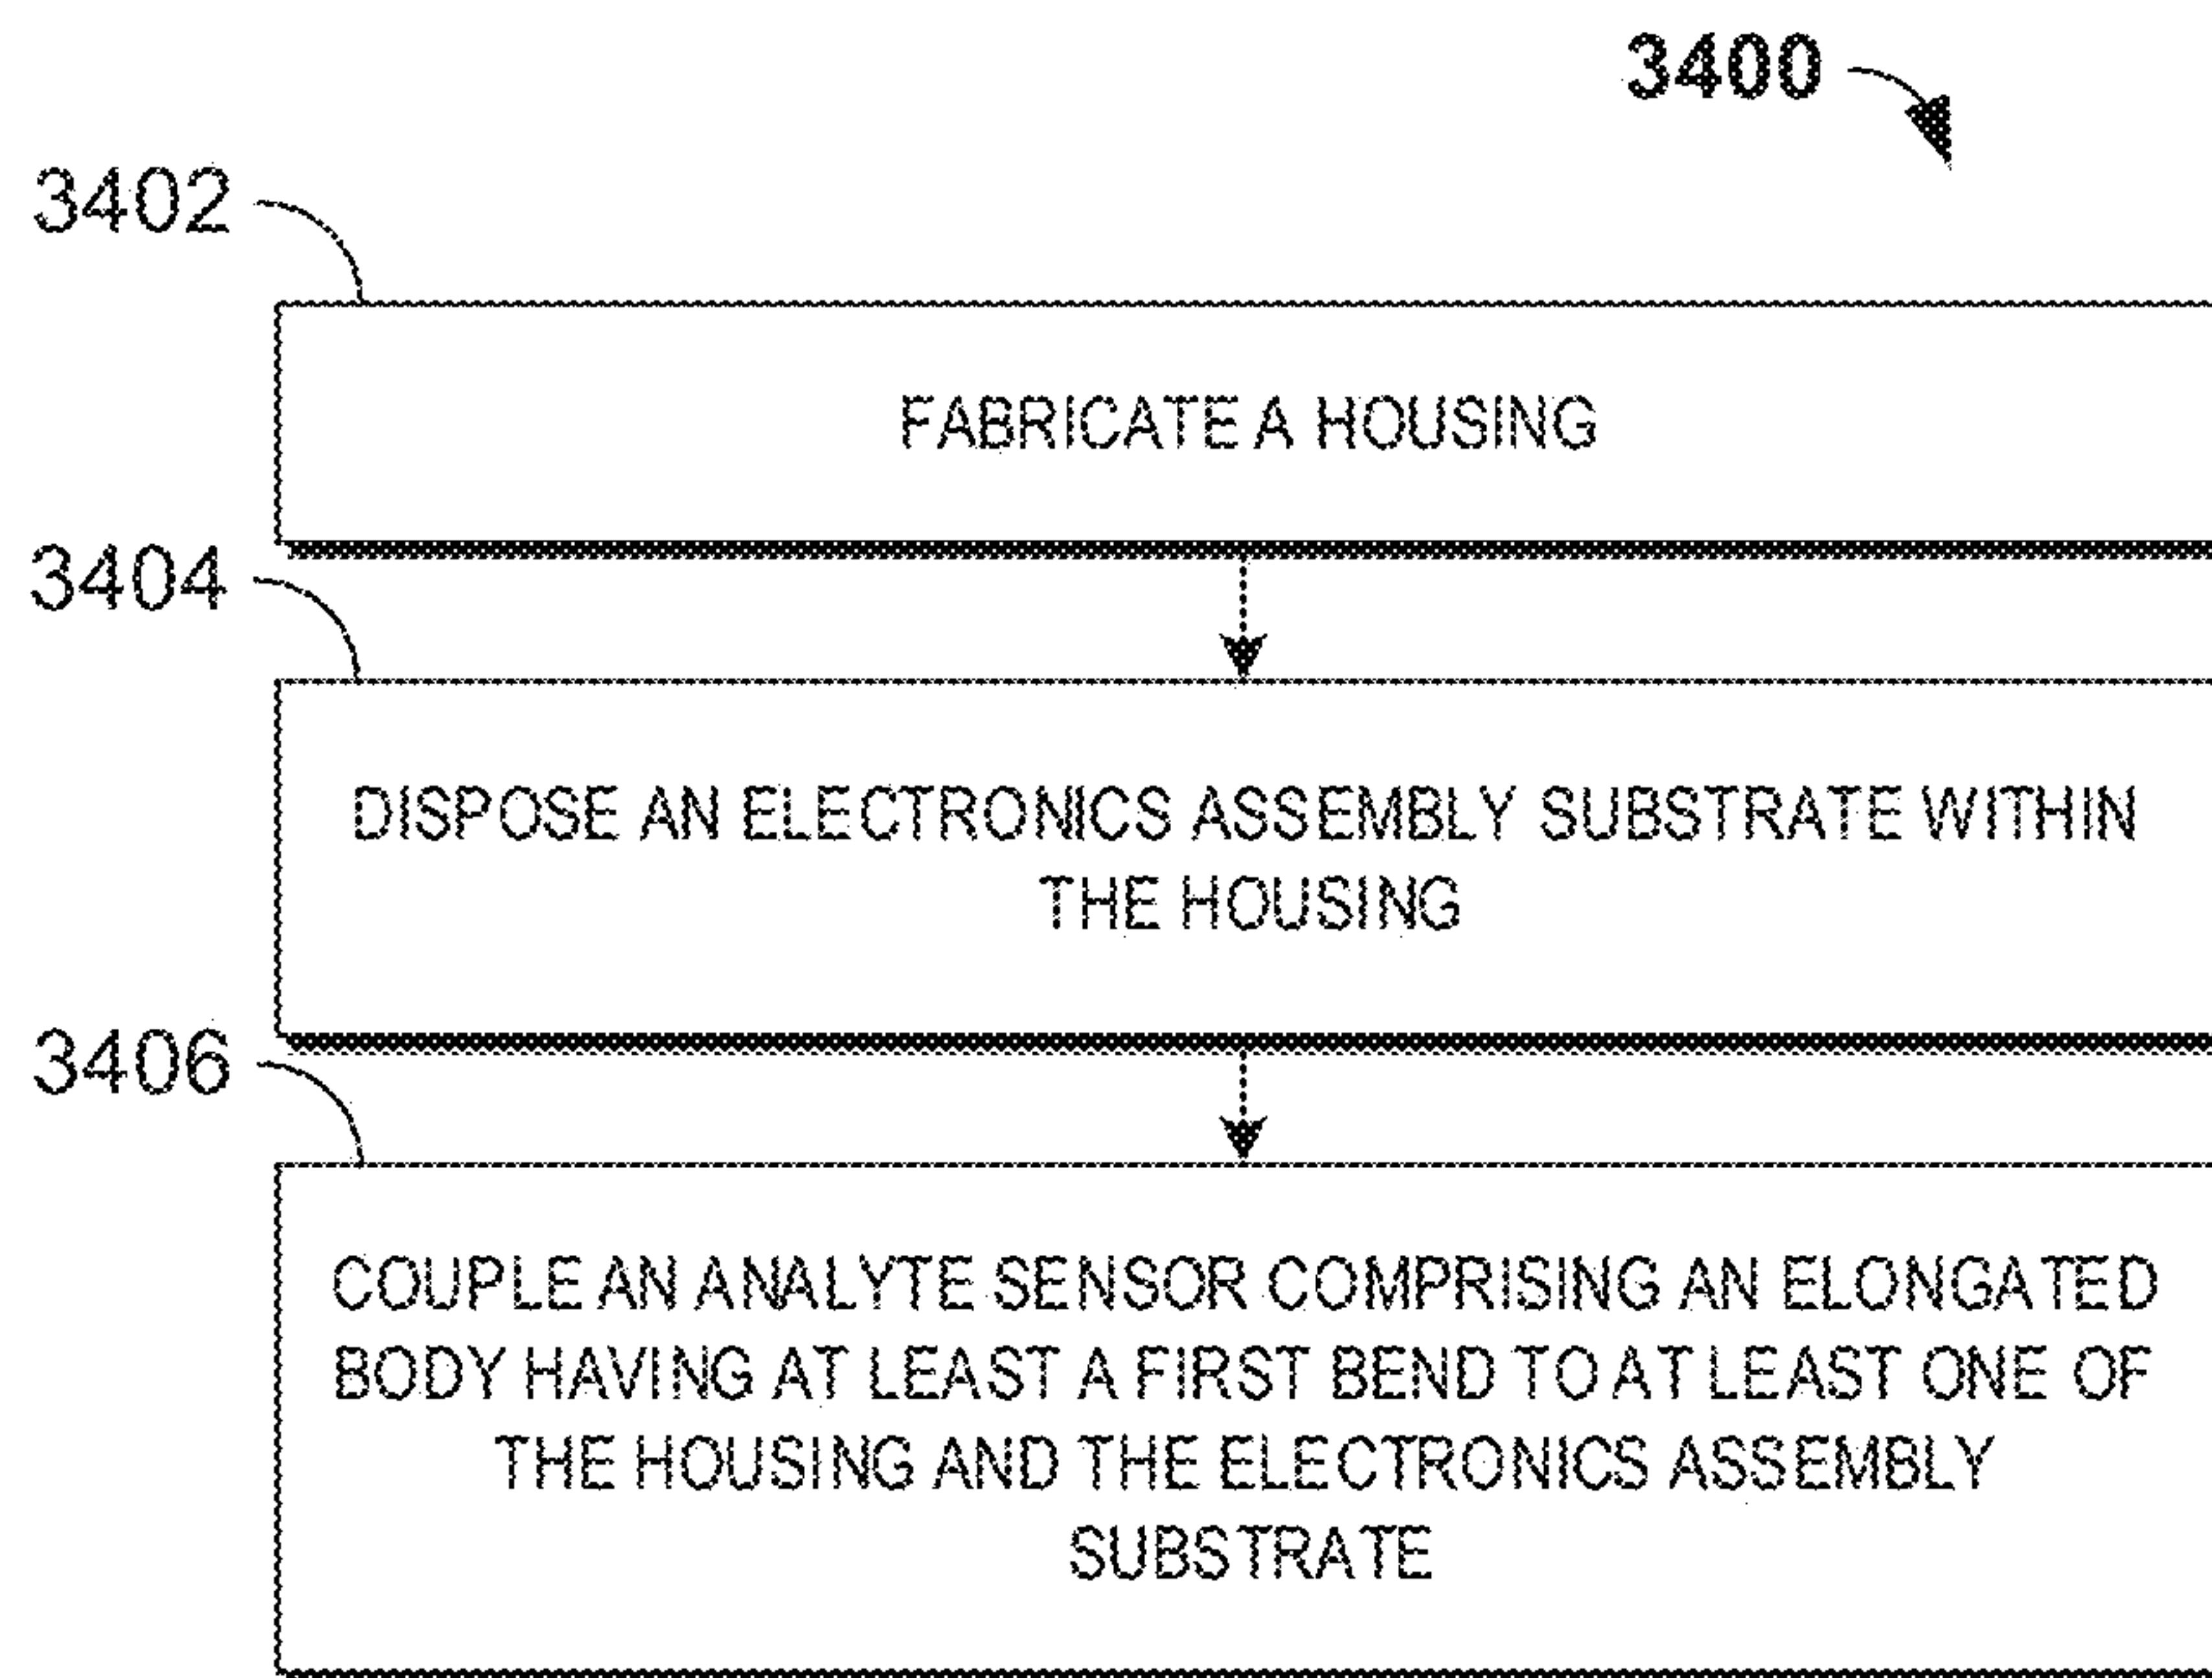 3400
3402
FABRICATE A HOUSING
3404
DISPOSE AN ELECTRONICS ASSEMBLY SUBSTRATE WITHIN
THE HOUSING
3406
COUPLE AN ANALYTE SENSOR COMPRISING AN ELONGATED
BODY HAVING AT LEAST A FIRST BEND TO AT LEAST ONE OF
THE HOUSING AND THE ELECTRONICS ASSEMBLY
SUBSTRATE